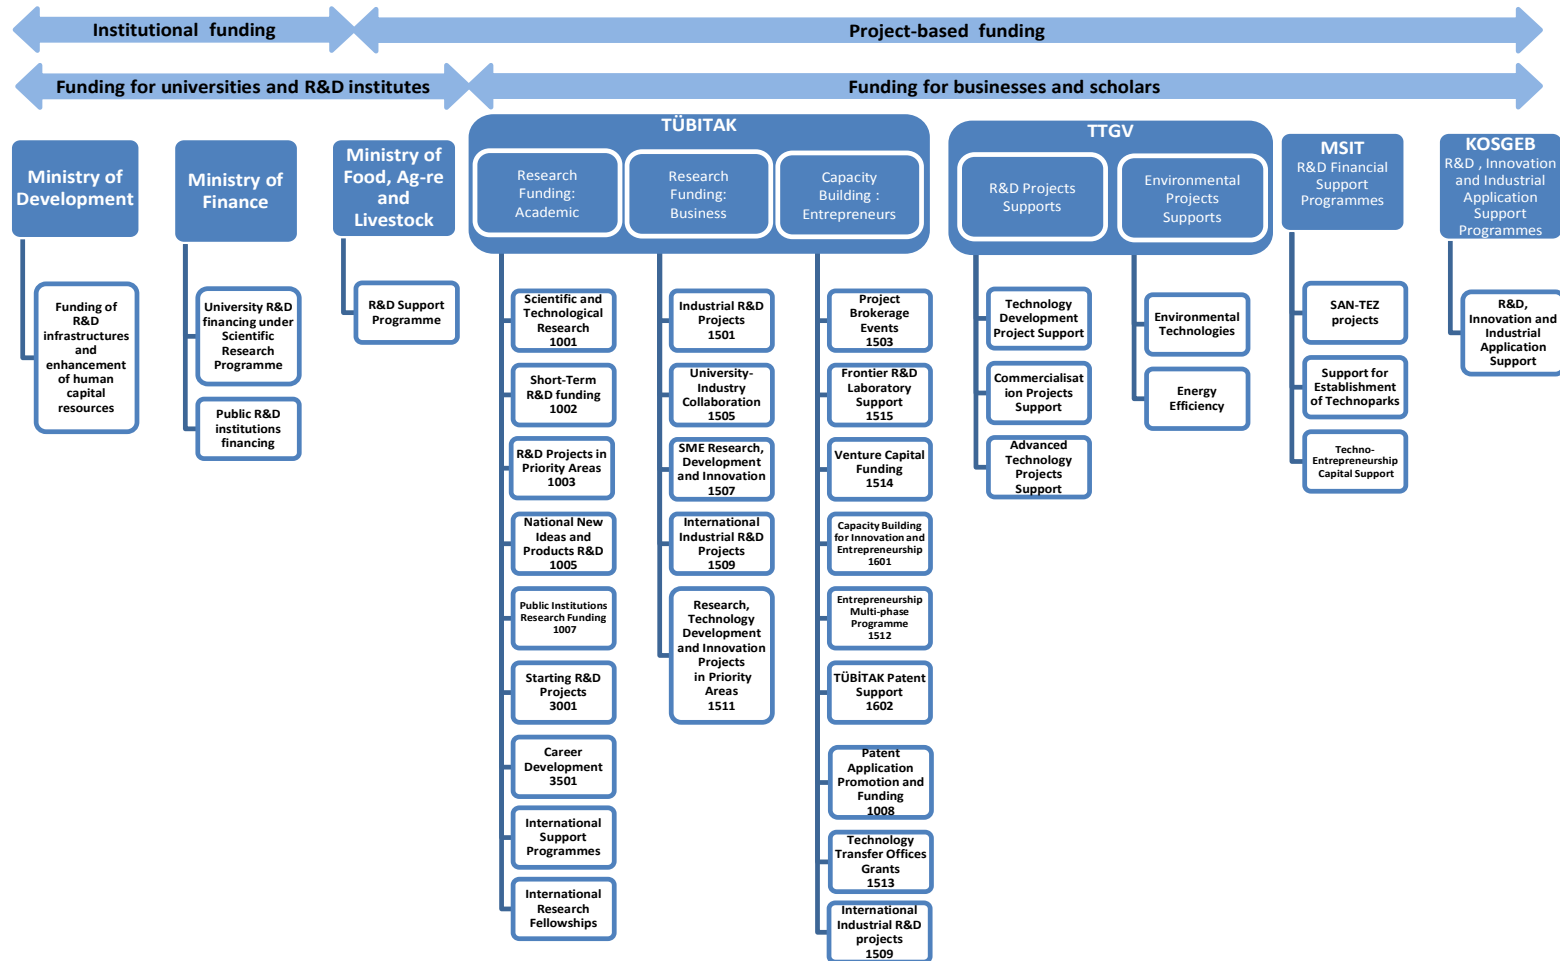 Institutional funding
Project-based funding
Funding for universities and R&D institutes
Funding for businesses and scholars
Ministry of
Development
Funding of
R&D
infrastructures
and
enhancement
of human
capital
resources
Ministry of
Finance
University R&D
financing under
Scientific
Research
Programme
Public R&D
institutions
financing
Ministry of
Food, Ag-re
and
Livestock
R&D Support
Programme
TÜBITAK
Research
Funding:
Academic
Scientific and
Technological
Research
1001
Short-Term
R&D funding
1002
R&D Projects in
Priority Areas
1003
National New
Ideas and
Products R&D
1005
Public Institutions
Research Funding
1007
Starting R&D
Projects
3001
Career
Development
3501
International
Support
Programmes
International
Research
Fellowships
Research
Funding:
Business
Industrial R&D
Projects
1501
University-
Industry
Collaboration
1505
SME Research,
Development
and Innovation
1507
International
Industrial R&D
Projects
1509
Research,
Technology
Development
and Innovation
Projects
in Priority
Areas
1511
Capacity
Building :
Entrepreneurs
Project
Brokerage
Events
1503
Frontier R&D
Laboratory
Support
1515
Venture Capital
Funding
1514
Capacity Building
for Innovation and
Entrepreneurship
1601
Entrepreneurship
Multi-phase
Programme
1512
TÜBİTAK Patent
Support
1602
Patent
Application
Promotion and
Funding
1008
Technology
Transfer Offices
Grants
1513
International
Industrial R&D
projects
1509
TTGV
R&D Projects
Supports
Technology
Development
Project Support
Commercialisat
ion Projects
Support
Advanced
Technology
Projects
Support
Environmental
Projects
Supports
Environmental
Technologies
Energy
Efficiency
MSIT
R&D Financial
Support
Programmes
SAN-TEZ
projects
Support for
Establishment
of Technoparks
Techno-
Entrepreneurship
Capital Support
KOSGEB
R&D , Innovation
and Industrial
Application
Support
Programmes
R&D,
Innovation and
Industrial
Application
Support